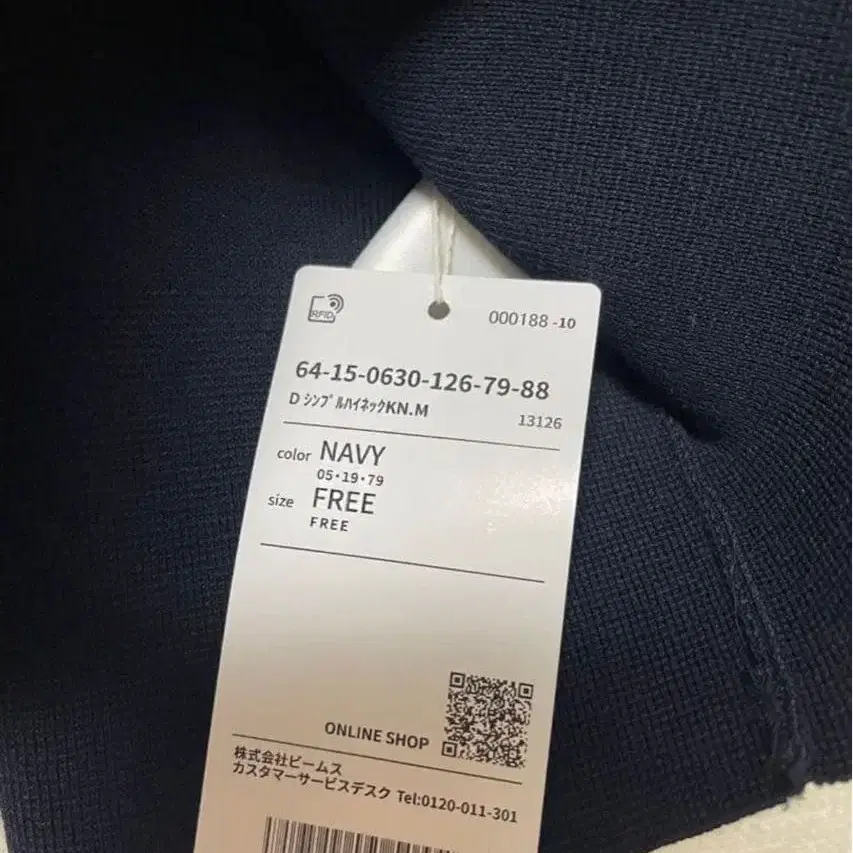 RFID
000188 -10
64-15-0630-126-79-88
D ｼﾝﾌﾟﾙﾊｲﾈｯｸKN.M
13126
color NAVY
05・19・79
size FREE
FREE
ONLINE SHOP
株式会社ビームス
カスタマーサービスデスク Tel:0120-011-301